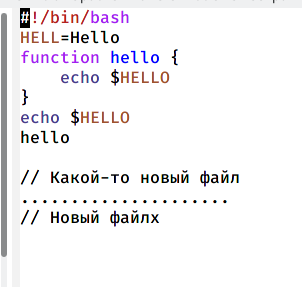 #!/bin/bash
HELL=Hello
function hello {
    echo $HELLO
}
echo $HELLO
hello

// Какой-то новый файл
.....................
// Новый файлх